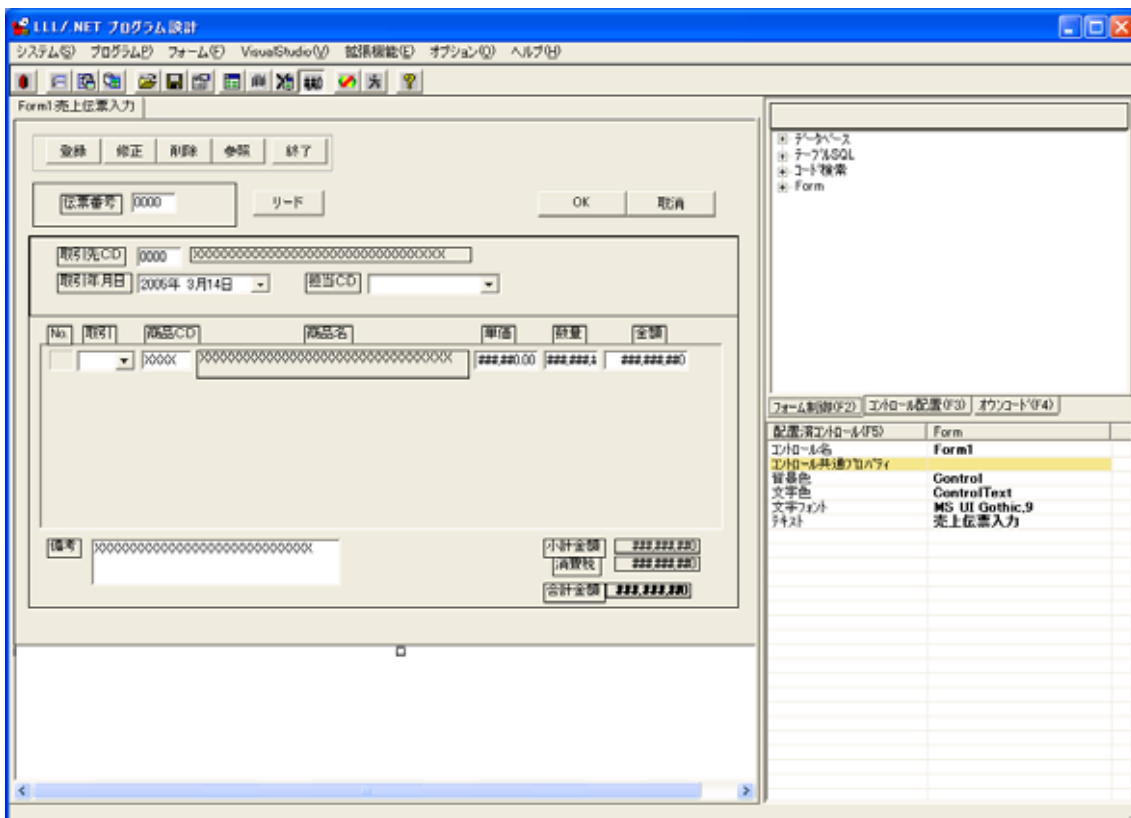 LLL/.NET プログラム設計
システム(S) プログラム(P) フォーム(F) VisualStudio(V) 拡張機能(E) オプション(O) ヘルプ(H)
Form1:売上伝票入力
登録 修正 削除 参照 終了
伝票番号 0000 リード OK 取消
取引先CD 0000
取引年月日 2005年 3月14日 担当CD
No. 取引 商品CD 商品名 単価 数量 金額
XXXX ###,##0.00 ###,###,##0
備考
小計金額 ###,###,##0
消費税 ###,###,##0
合計金額 ###,###,##0
データベース
テーブルSQL
コード検索
Form
フォーム制御(F2) コントロール配置(F3) オウンコード(F4)
配置済コントロール(F5) Form
コントロール名 Form1
コントロール共通プロパティ
背景色 Control
文字色 ControlText
文字フォント MS UI Gothic,9
テキスト 売上伝票入力